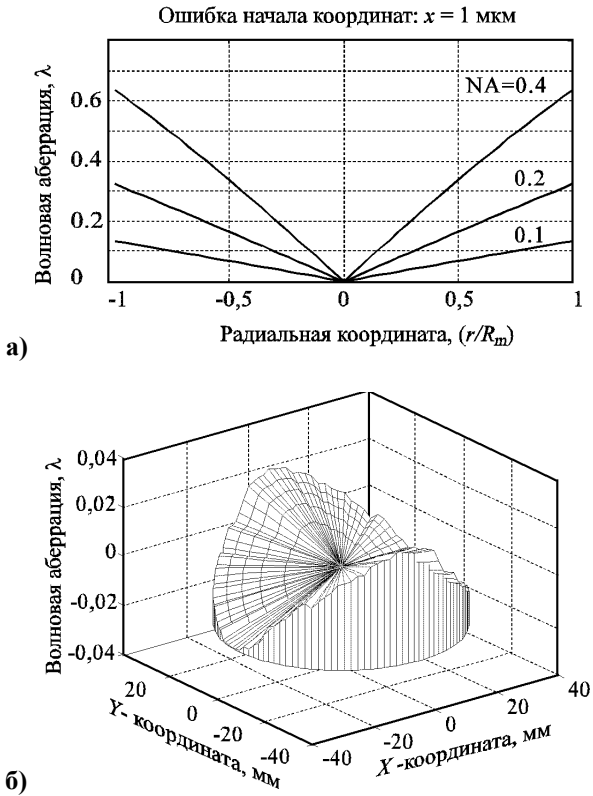 Ошибка начала координат: x = 1 мкм
Волновая аберрация, λ
0.6
0.4
0.2
0
NA=0.4
0.2
0.1
-1
-0,5
0
0,5
1
Радиальная координата, (r/Rm)
а)
Волновая аберрация, λ
0,04
0,02
0
-0,02
-0,04
20
0
-20
-40
Y- координата, мм
-40
-20
0
20
40
X -координата, мм
б)